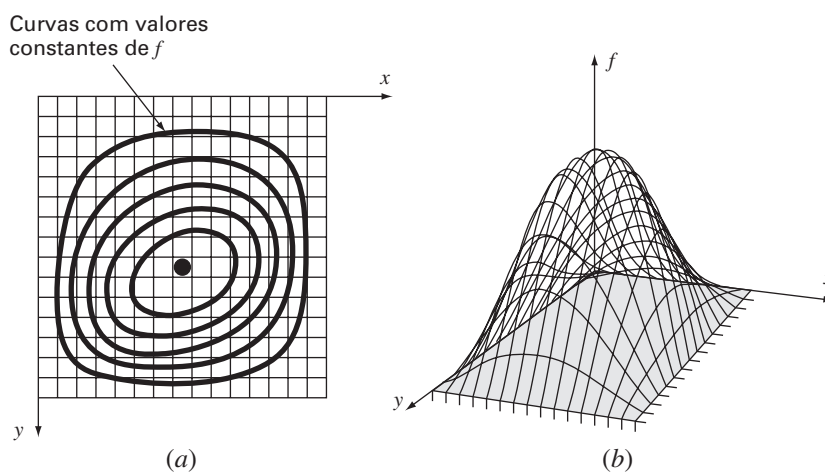 Curvas com valores
constantes de f
x
y
(a)
f
y
(b)